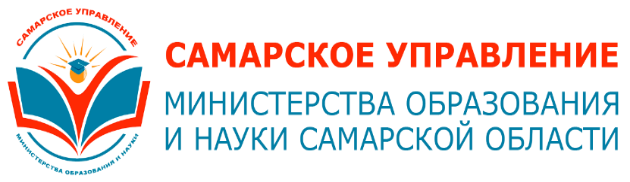 САМАРСКОЕ УПРАВЛЕНИЕ
МИНИСТЕРСТВА ОБРАЗОВАНИЯ И НАУКИ
САМАРСКОЕ УПРАВЛЕНИЕ
МИНИСТЕРСТВА ОБРАЗОВАНИЯ
И НАУКИ САМАРСКОЙ ОБЛАСТИ